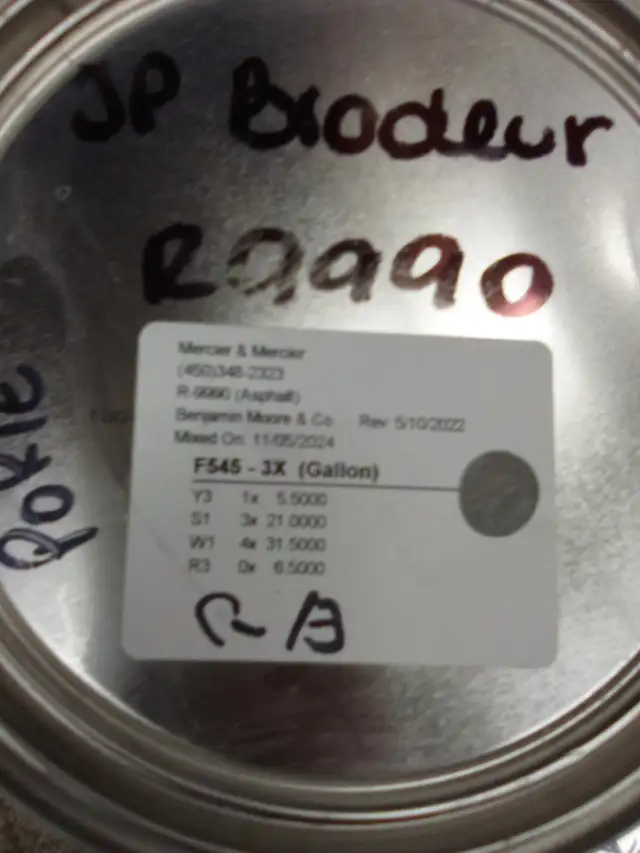 JP Brodeur
R9990
Mercier & Mercier
(450)348-2323
R-9990 (Asphalt)
Benjamin Moore & Co. Rev: 5/10/2022
Mixed On: 11/05/2024
F545 - 3X (Gallon)
Y3 1x 5.5000
S1 3x 21.0000
W1 4x 31.5000
R3 0x 6.5000